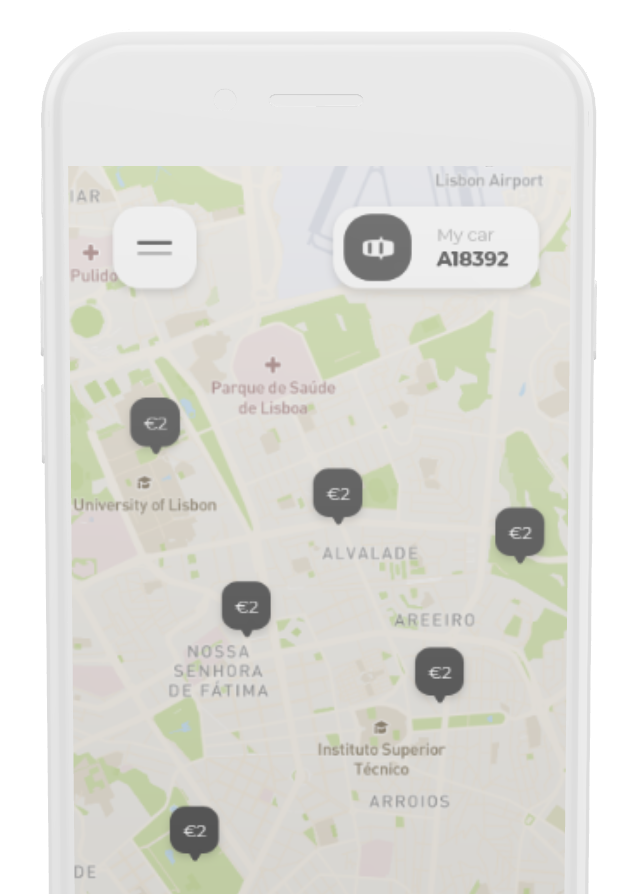 Lisbon Airport
IAR
My car
A18392
Pulido
Parque de Saúde
de Lisboa
€2
University of Lisbon
€2
€2
ALVALADE
€2
AREEIRO
NOSSA
SENHORA
DE FÁTIMA
€2
Instituto Superior
Técnico
ARROIOS
€2
DE